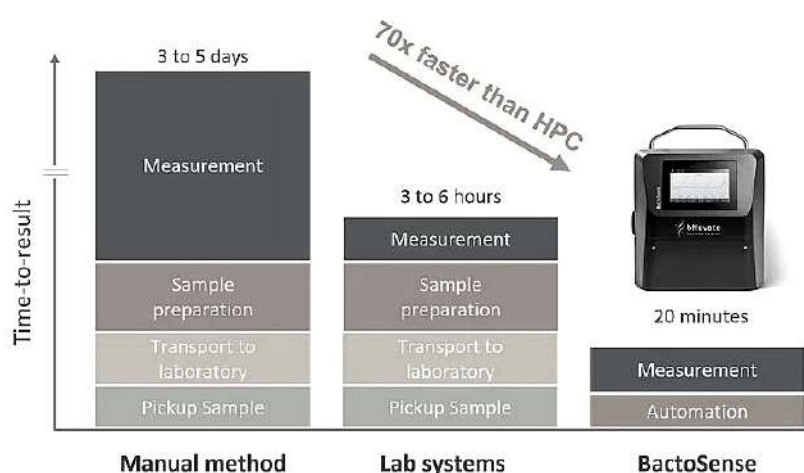 70x faster than HPC
3 to 5 days
Measurement
Sample
preparation
Transport to
laboratory
Pickup Sample
Manual method
3 to 6 hours
Measurement
Sample
preparation
Transport to
laboratory
Pickup Sample
Lab systems
bNovate
20 minutes
Measurement
Automation
BactoSense
Time-to-result